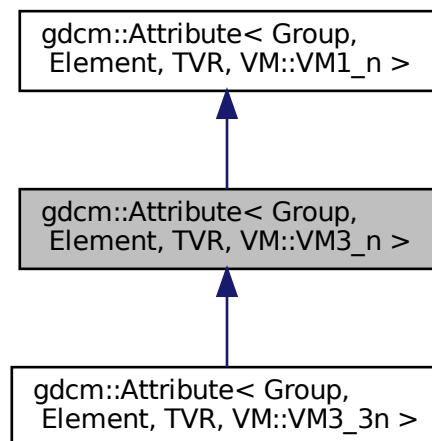 gdcm::Attribute< Group,
Element, TVR, VM::VM1_n >
gdcm::Attribute< Group,
Element, TVR, VM::VM3_n >
gdcm::Attribute< Group,
Element, TVR, VM::VM3_3n >